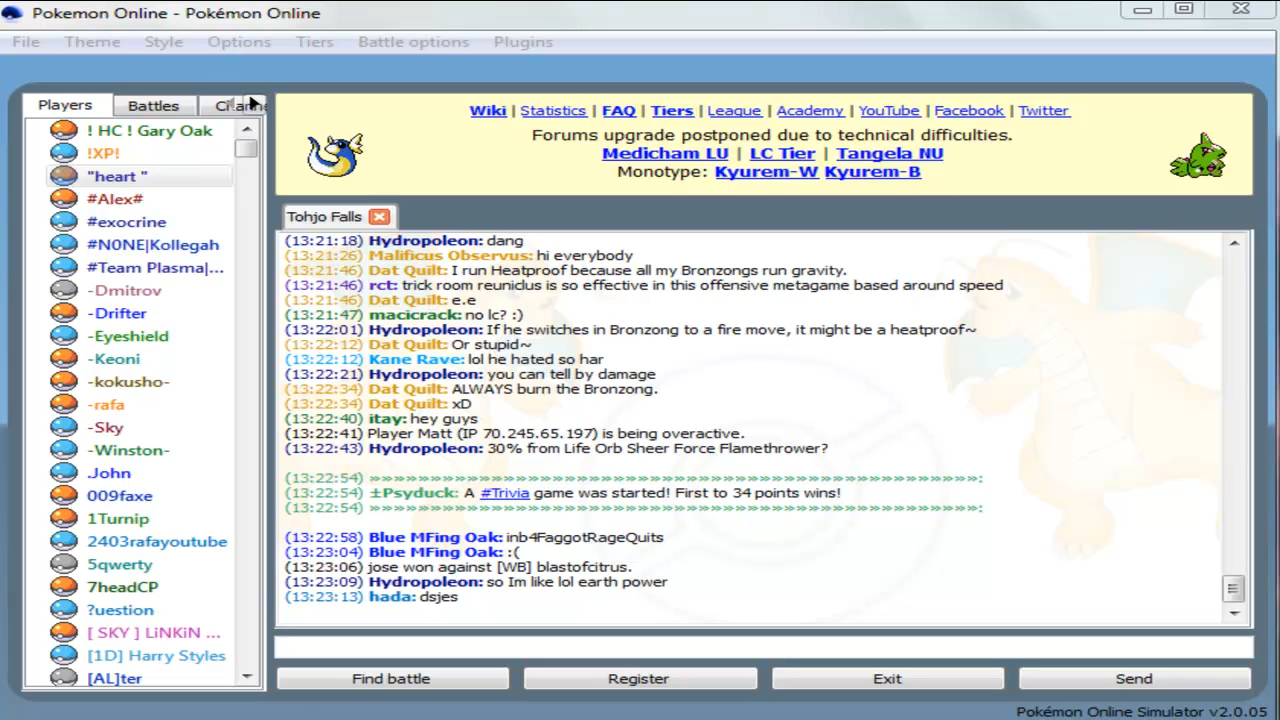 Pokemon Online - Pokémon Online
File Theme Style Options Tiers Battle options Plugins
Players Battles
! HC ! Gary Oak
!XP!
"heart "
#Alex#
#exocrine
#N0NE|Kollegah
#Team Plasma|...
-Dmitrov
-Drifter
-Eyeshield
-Keoni
-kokusho-
-rafa
-Sky
-Winston-
.John
009faxe
1Turnip
2403rafayoutube
5qwerty
7headCP
?uestion
[ SKY ] LiNKiN ...
[1D] Harry Styles
[AL]ter
Wiki | Statistics | FAQ | Tiers | League | Academy | YouTube | Facebook | Twitter
Forums upgrade postponed due to technical difficulties.
Medicham LU | LC Tier | Tangela NU
Monotype: Kyurem-W Kyurem-B
Tohjo Falls
(13:21:18) Hydropoleon: dang
(13:21:26) Malificus Observus: hi everybody
(13:21:46) Dat Quilt: I run Heatproof because all my Bronzongs run gravity.
(13:21:46) rct: trick room reuniclus is so effective in this offensive metagame based around speed
(13:21:46) Dat Quilt: e.e
(13:21:47) macicrack: no lc? :)
(13:22:01) Hydropoleon: If he switches in Bronzong to a fire move, it might be a heatproof~
(13:22:12) Dat Quilt: Or stupid~
(13:22:12) Kane Rave: lol he hated so har
(13:22:21) Hydropoleon: you can tell by damage
(13:22:34) Dat Quilt: ALWAYS burn the Bronzong.
(13:22:34) Dat Quilt: xD
(13:22:40) itay: hey guys
(13:22:41) Player Matt (IP 70.245.65.197) is being overactive.
(13:22:43) Hydropoleon: 30% from Life Orb Sheer Force Flamethrower?
(13:22:54) »»»»»»»»»»»»»»»»»»»»»»»»»»»»»»»»»»»»»»»»»»»»»»»»»:
(13:22:54) ±Psyduck: A #Trivia game was started! First to 34 points wins!
(13:22:54) »»»»»»»»»»»»»»»»»»»»»»»»»»»»»»»»»»»»»»»»»»»»»»»»»:
(13:22:58) Blue MFing Oak: inb4FaggotRageQuits
(13:23:04) Blue MFing Oak: :(
(13:23:06) jose won against [WB] blastofcitrus.
(13:23:09) Hydropoleon: so Im like lol earth power
(13:23:13) hada: dsjes
Find battle Register Exit Send
Pokémon Online Simulator v2.0.05